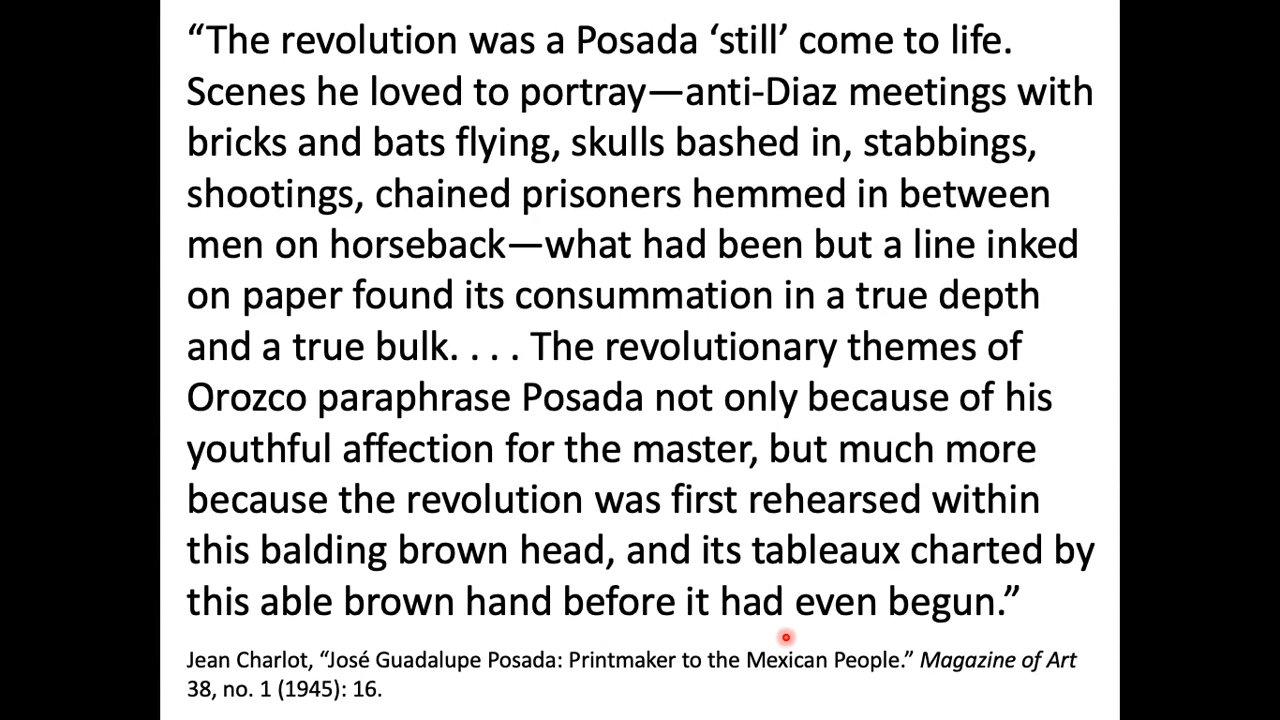 “The revolution was a Posada ‘still’ come to life.
Scenes he loved to portray—anti-Diaz meetings with
bricks and bats flying, skulls bashed in, stabbings,
shootings, chained prisoners hemmed in between
men on horseback—what had been but a line inked
on paper found its consummation in a true depth
and a true bulk. . . . The revolutionary themes of
Orozco paraphrase Posada not only because of his
youthful affection for the master, but much more
because the revolution was first rehearsed within
this balding brown head, and its tableaux charted by
this able brown hand before it had even begun.”
Jean Charlot, “José Guadalupe Posada: Printmaker to the Mexican People.” Magazine of Art
38, no. 1 (1945): 16.